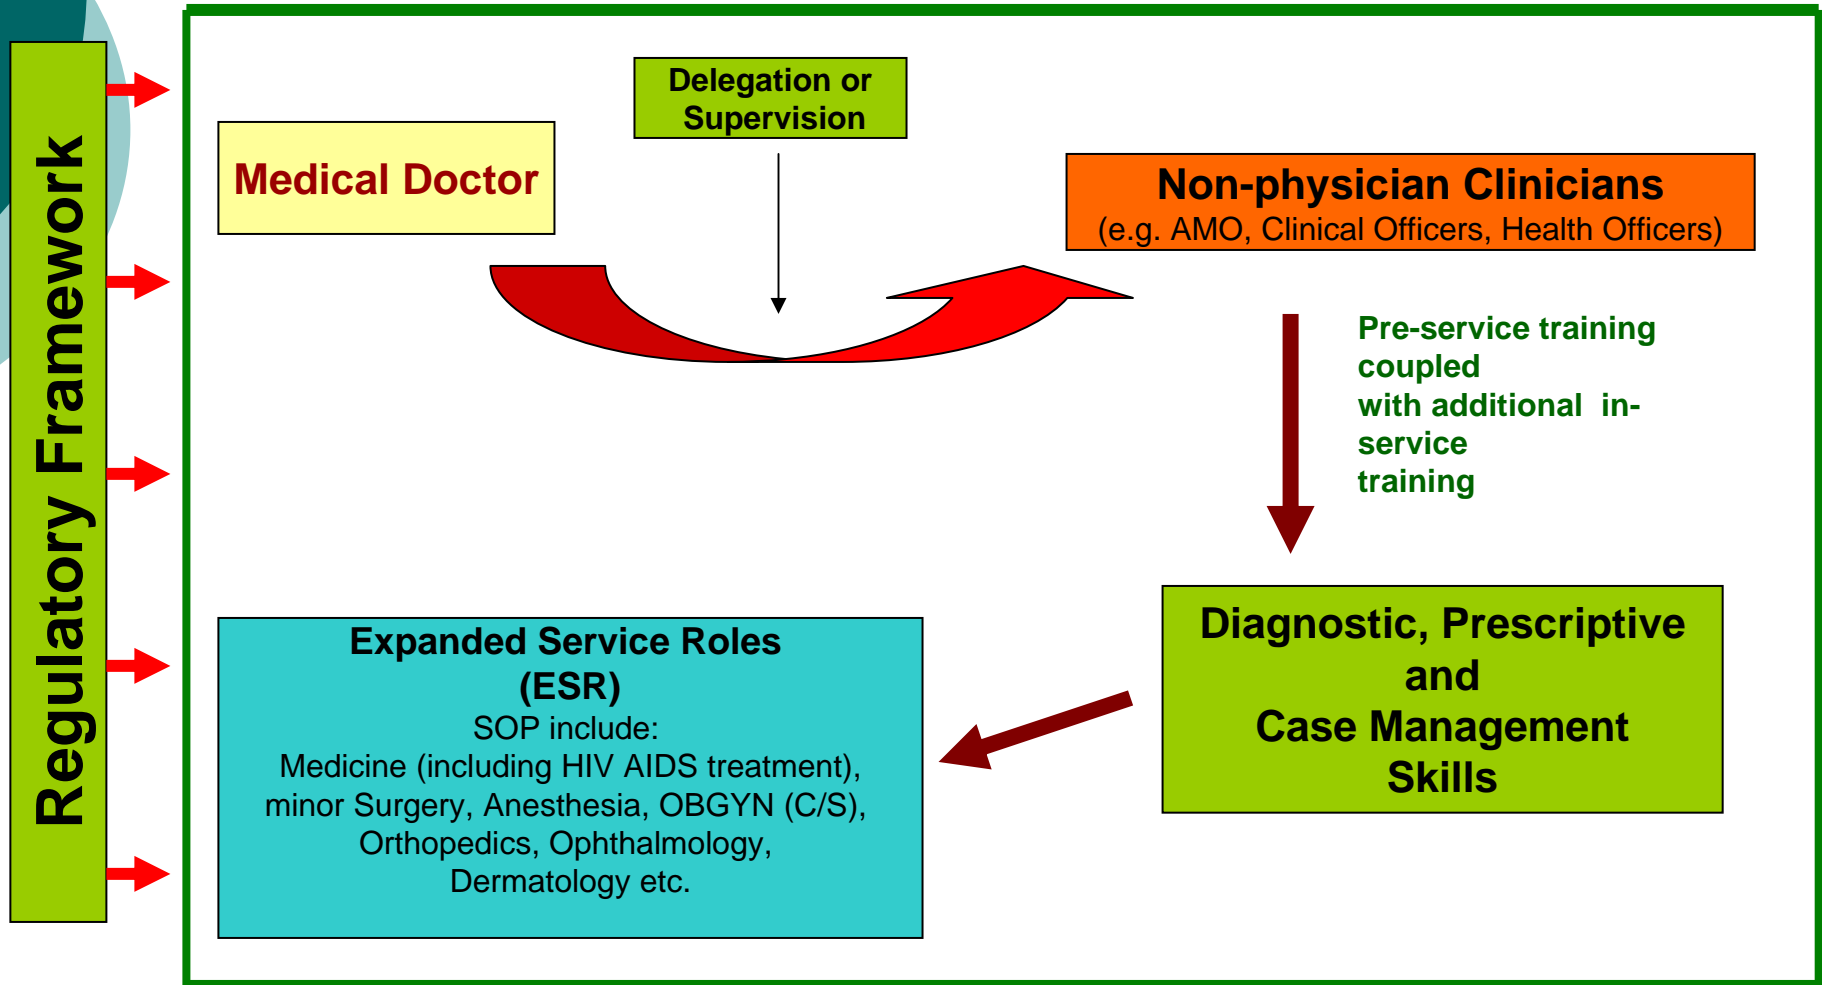 Regulatory Framework
Delegation or
Supervision
Medical Doctor
Non-physician Clinicians
(e.g. AMO, Clinical Officers, Health Officers)
Pre-service training
coupled
with additional in-
service
training
Diagnostic, Prescriptive
and
Case Management
Skills
Expanded Service Roles
(ESR)
SOP include:
Medicine (including HIV AIDS treatment),
minor Surgery, Anesthesia, OBGYN (C/S),
Orthopedics, Ophthalmology,
Dermatology etc.